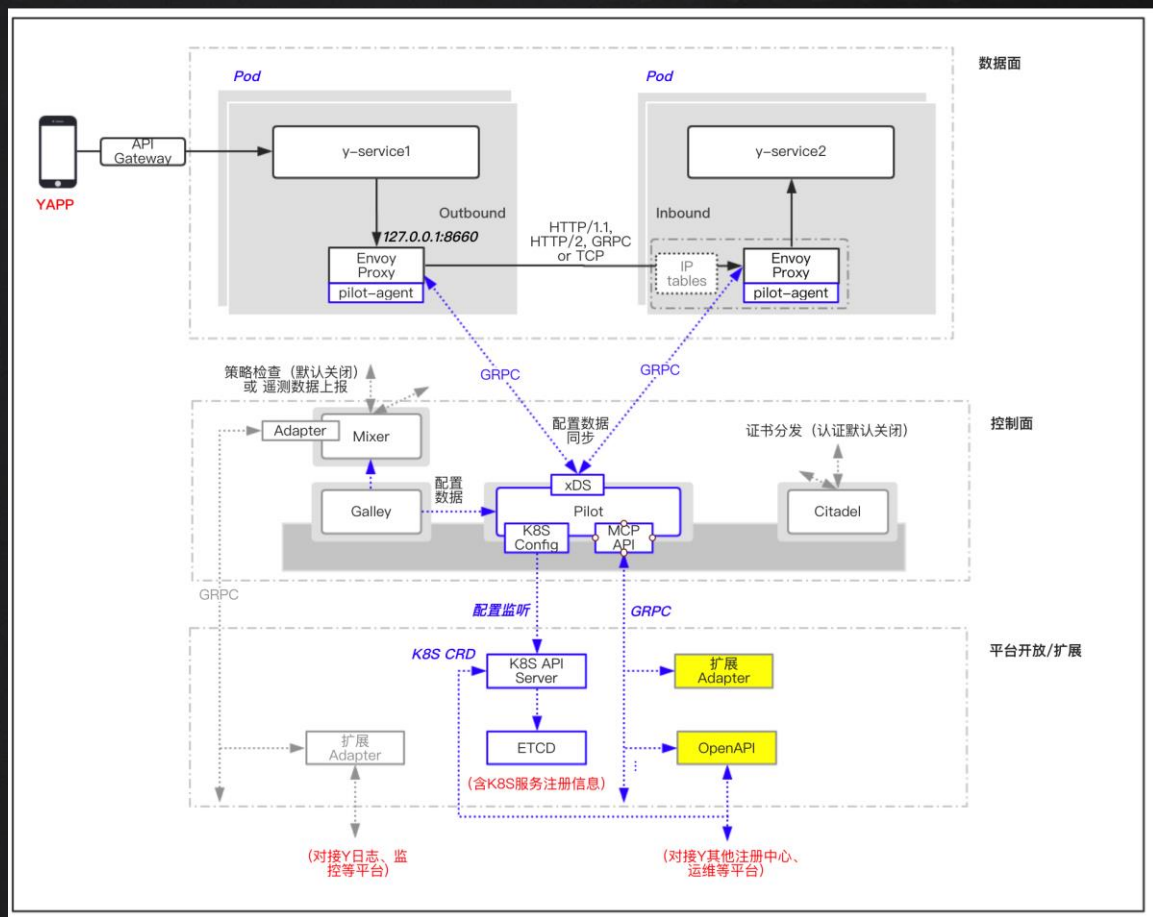 数据面
Pod
Pod
API
Gateway
y-service1
y-service2
YAPP
Outbound
Inbound
127.0.0.1:8660
HTTP/1.1,
HTTP/2, GRPC
or TCP
Envoy
Proxy
pilot-agent
IP
tables
Envoy
Proxy
pilot-agent
GRPC
GRPC
策略检查（默认关闭）
或 遥测数据上报
控制面
Adapter
Mixer
配置数据
同步
证书分发（认证默认关闭）
配置
数据
xDS
Galley
Pilot
Citadel
K8S
Config
MCP
API
GRPC
配置监听
GRPC
平台开放/扩展
K8S CRD
K8S API
Server
扩展
Adapter
扩展
Adapter
ETCD
OpenAPI
(含K8S服务注册信息)
(对接Y日志、监
控等平台)
(对接Y其他注册中心、
运维等平台)